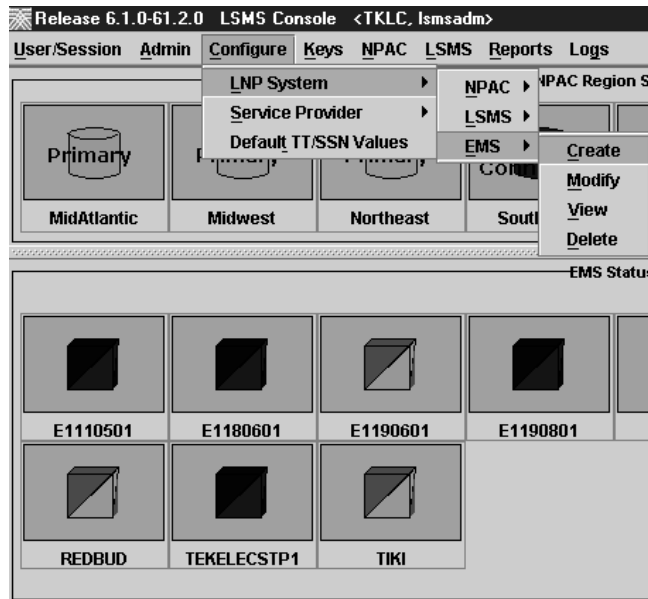 Release 6.1.0-61.2.0 LSMS Console <TKLC, lsmsadm>
User/Session Admin Configure Keys NPAC LSMS Reports Logs
LNP System
Service Provider
Default TT/SSN Values
NPAC
LSMS
EMS
Create
Modify
View
Delete
NPAC Region S
Primary
MidAtlantic Midwest Northeast South
EMS Status
E1110501 E1180601 E1190601 E1190801
REDBUD TEKELECSTP1 TIKI